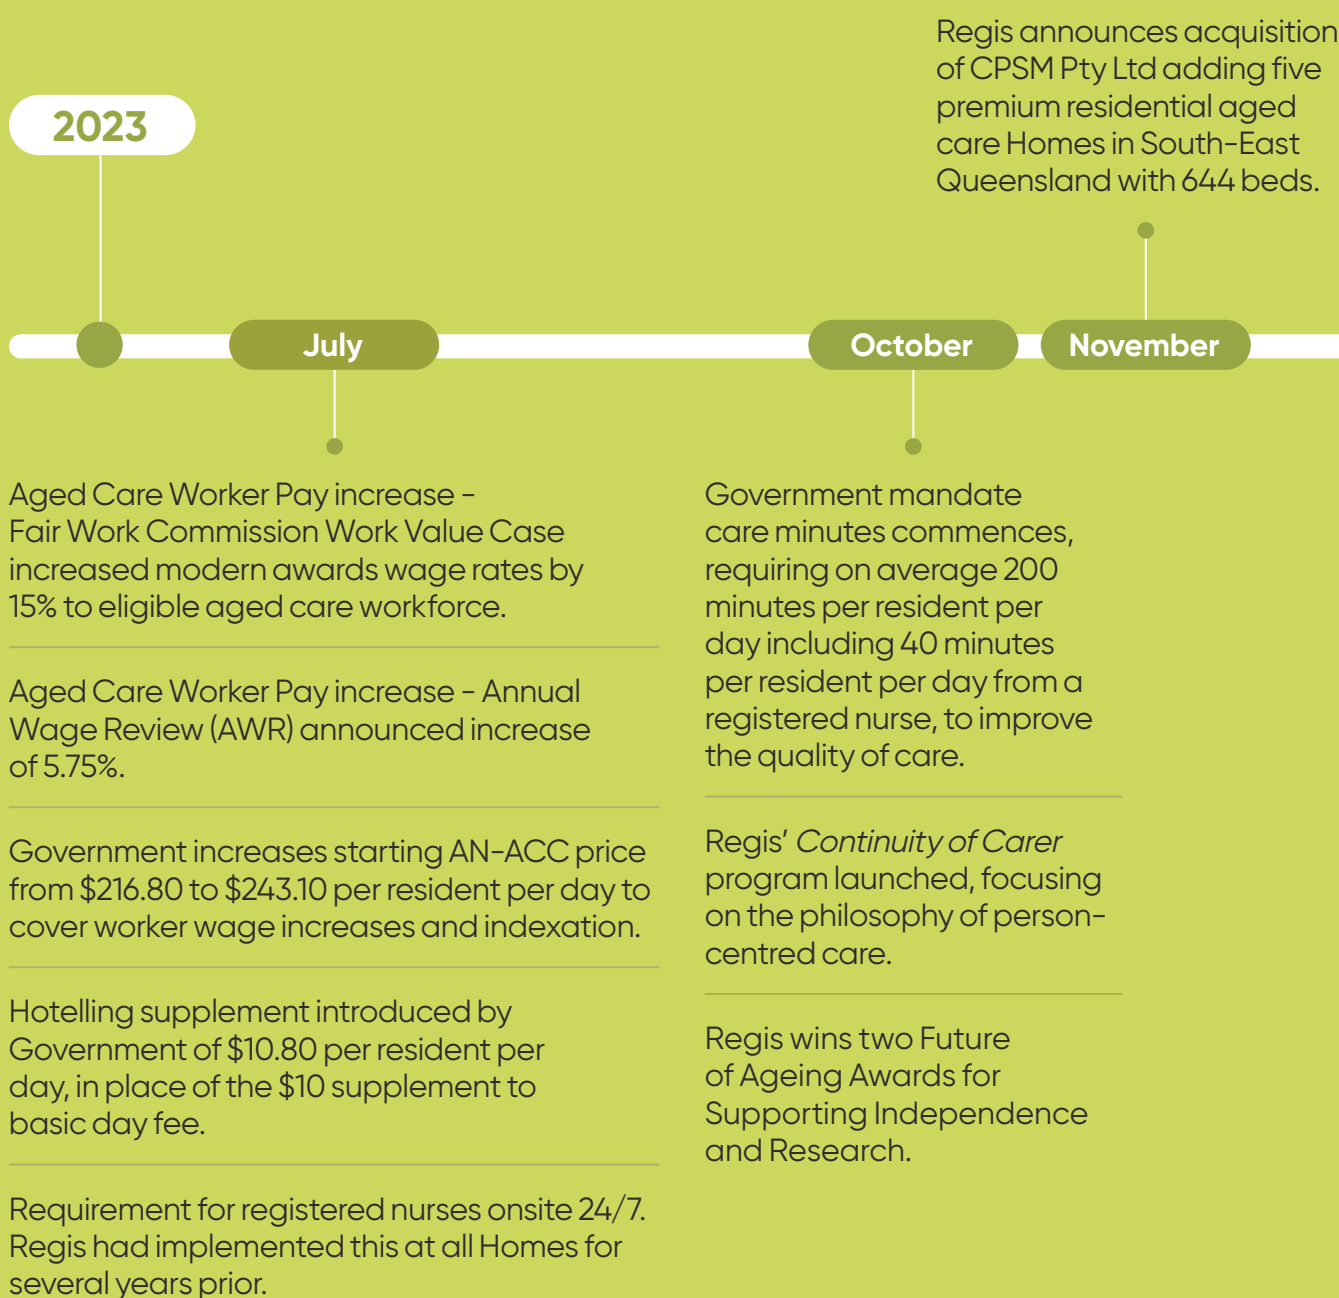 Regis announces acquisition
of CPSM Pty Ltd adding five
premium residential aged
care Homes in South-East
Queensland with 644 beds.
2023
July
October
November
Aged Care Worker Pay increase -
Fair Work Commission Work Value Case
increased modern awards wage rates by
15% to eligible aged care workforce.
Aged Care Worker Pay increase - Annual
Wage Review (AWR) announced increase
of 5.75%.
Government increases starting AN-ACC price
from $216.80 to $243.10 per resident per day to
cover worker wage increases and indexation.
Hotelling supplement introduced by
Government of $10.80 per resident per
day, in place of the $10 supplement to
basic day fee.
Requirement for registered nurses onsite 24/7.
Regis had implemented this at all Homes for
several years prior.
Government mandate
care minutes commences,
requiring on average 200
minutes per resident per
day including 40 minutes
per resident per day from a
registered nurse, to improve
the quality of care.
Regis' Continuity of Carer
program launched, focusing
on the philosophy of person-
centred care.
Regis wins two Future
of Ageing Awards for
Supporting Independence
and Research.